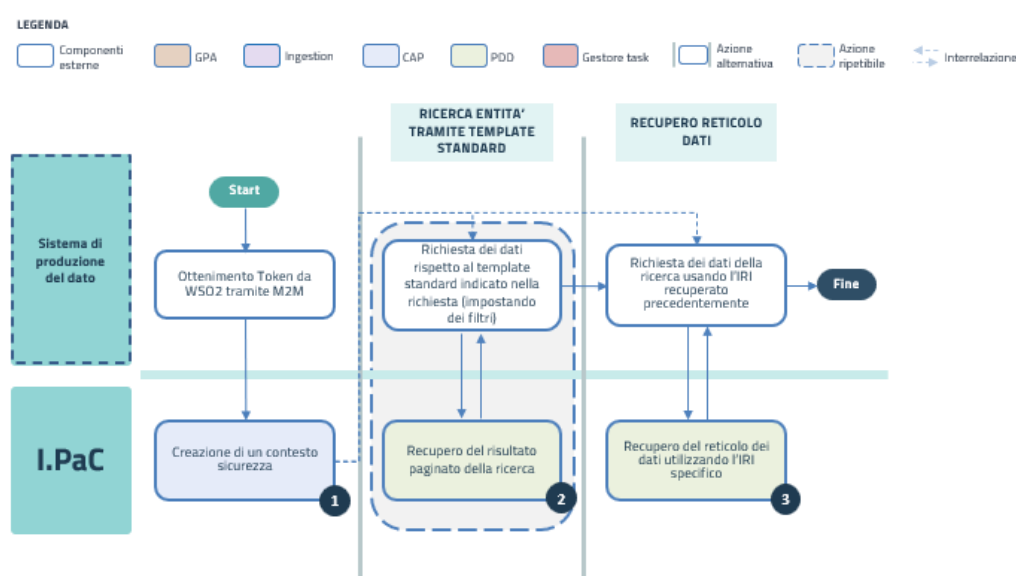 LEGENDA
Componenti
esterne
GPA
Ingestion
CAP
PDD
Gestore task
Azione
alternativa
Azione
ripetibile
Interrelazione
RICERCA ENTITA'
TRAMITE TEMPLATE
STANDARD
RECUPERO RETICOLO
DATI
Sistema di
produzione
del dato
Start
Ottenimento Token da
WSO2 tramite M2M
Richiesta dei dati
rispetto al template
standard indicato nella
richiesta (impostando
dei filtri)
Richiesta dei dati della
ricerca usando l'IRI
recuperato
precedentemente
Fine
I.PaC
Creazione di un contesto
sicurezza
1
Recupero del risultato
paginato della ricerca
2
Recupero del reticolo dei
dati utilizzando l'IRI
specifico
3